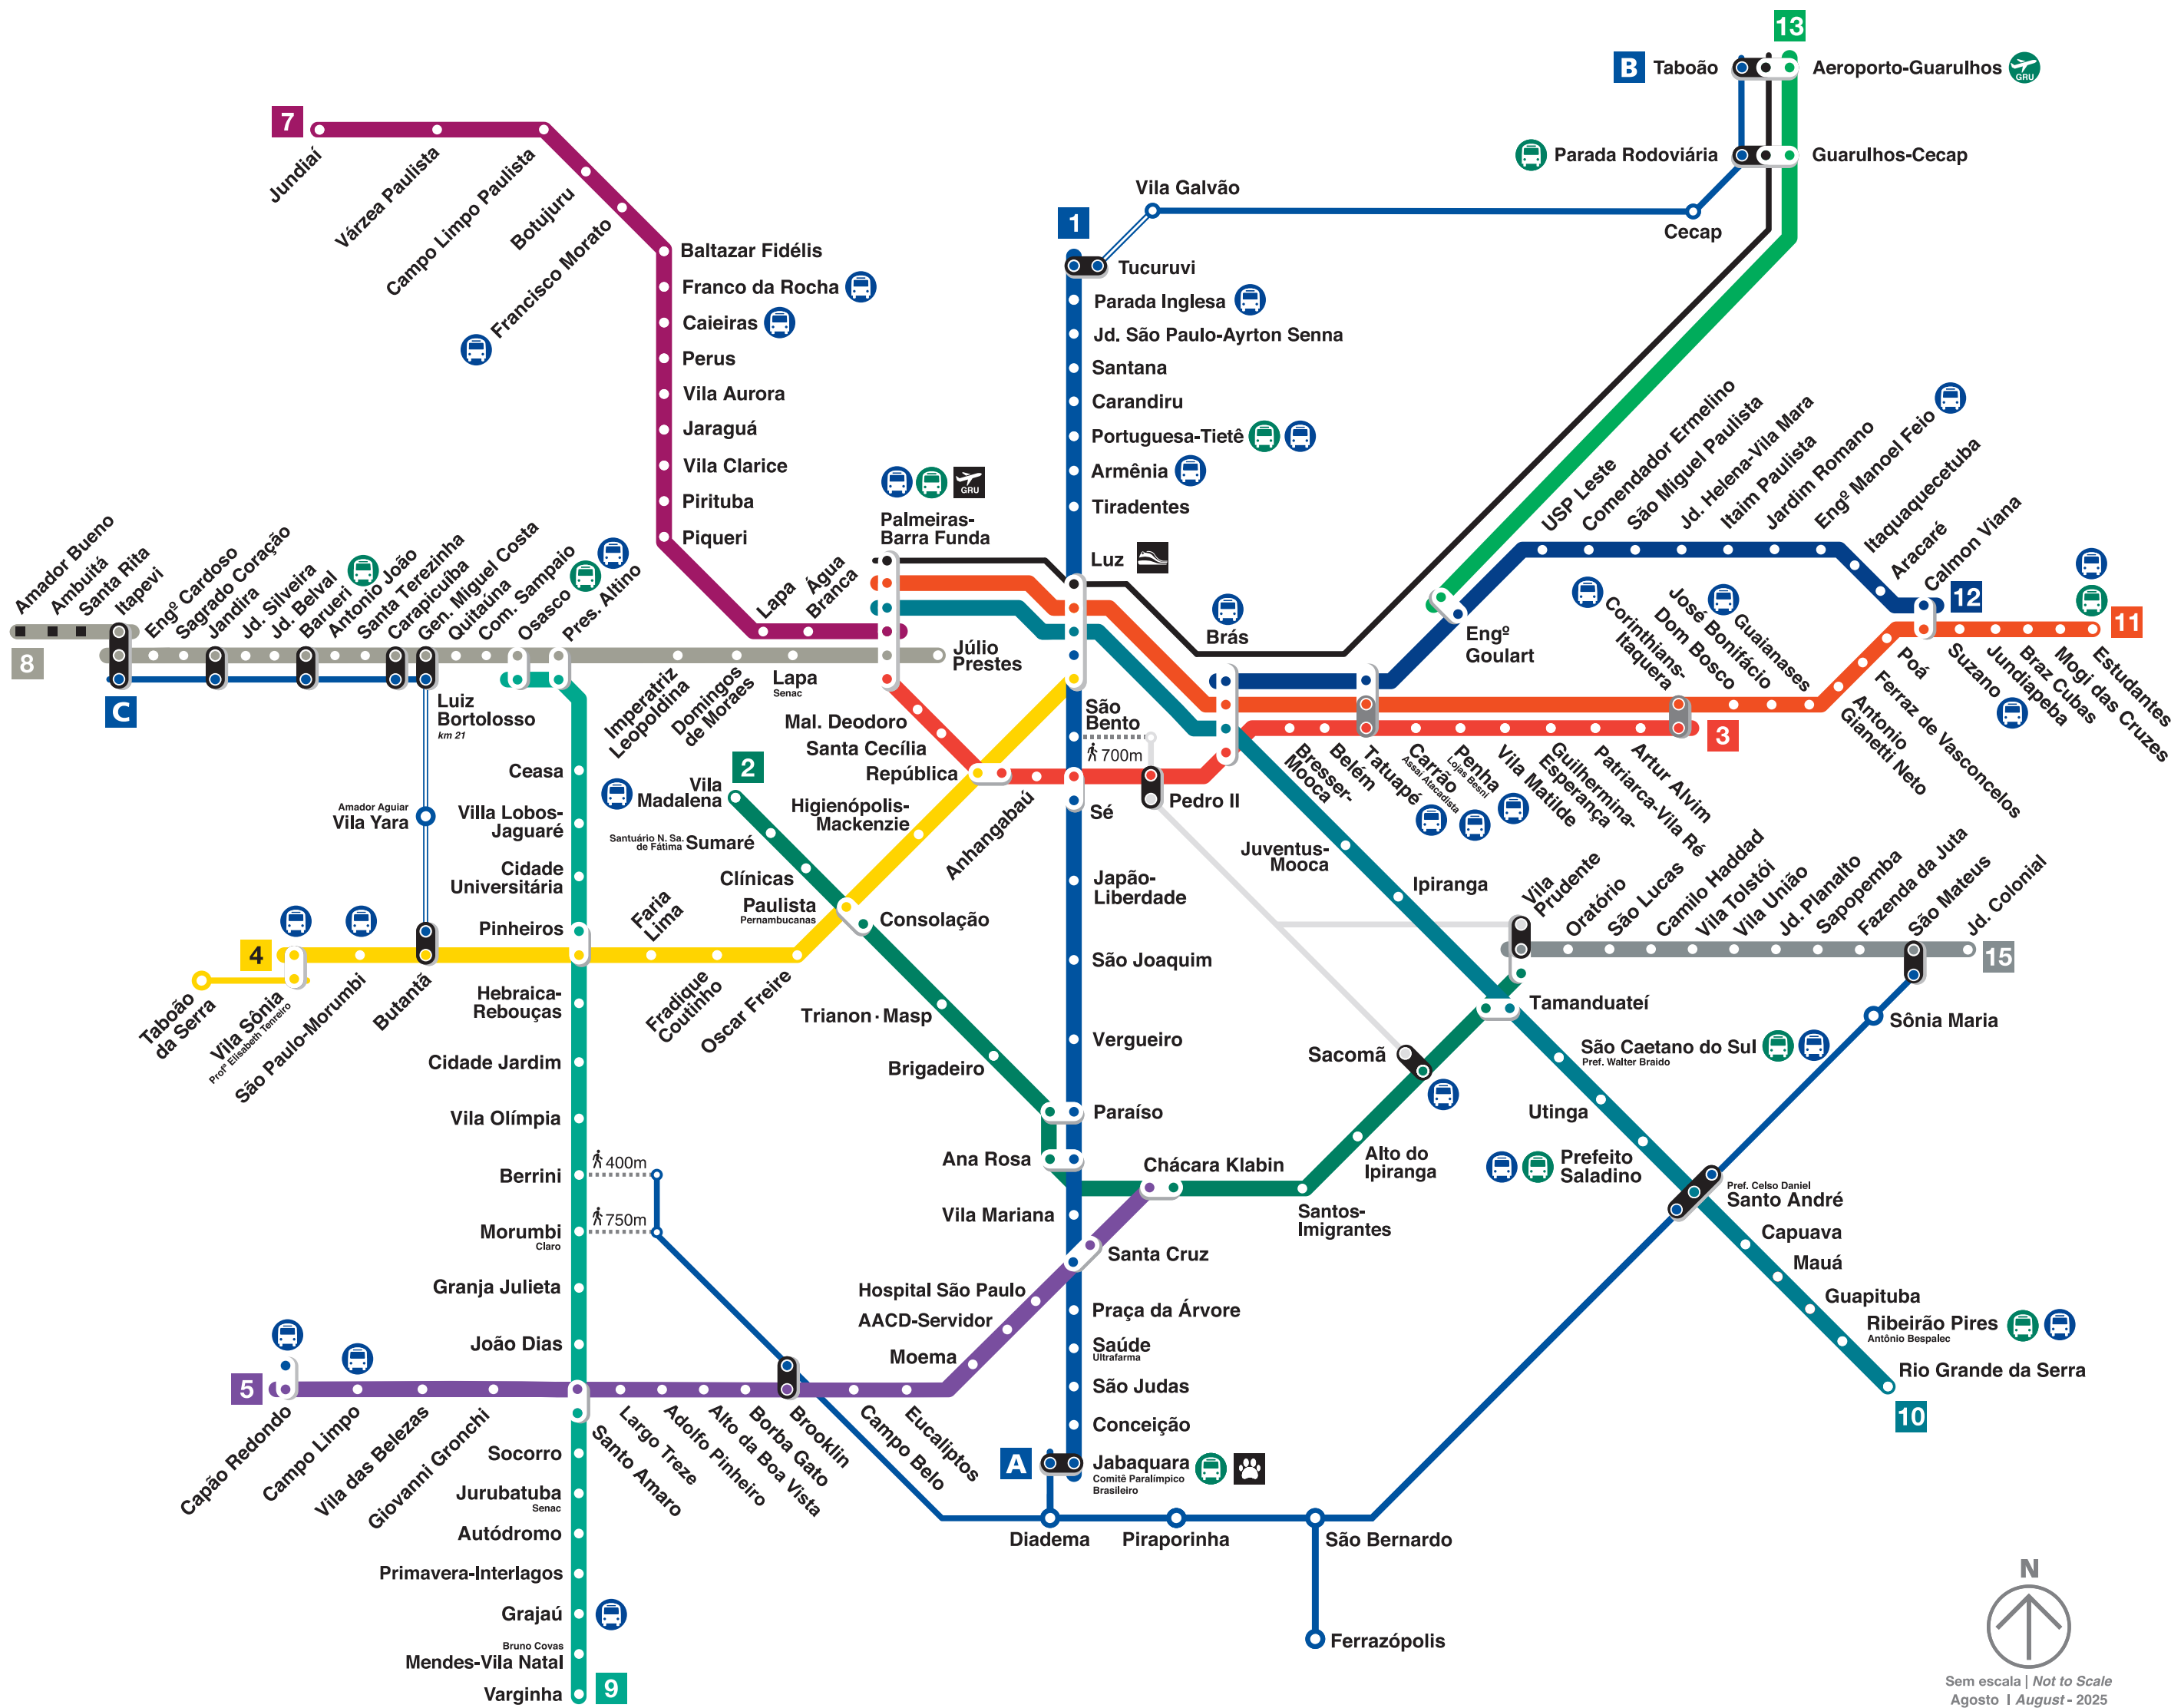 13
B
Taboão
Aeroporto-Guarulhos
GRU
7
Jundiaí
Várzea Paulista
Campo Limpo Paulista
Botujuru
Francisco Morato
Parada Rodoviária
Guarulhos-Cecap
Vila Galvão
Cecap
1
Baltazar Fidélis
Franco da Rocha
Caieiras
Perus
Vila Aurora
Jaraguá
Vila Clarice
Pirituba
Piqueri
Lapa
Água
Branca
Tucuruvi
Parada Inglesa
Jd. São Paulo-Ayrton Senna
Santana
Carandiru
Portuguesa-Tietê
Armênia
Tiradentes
Luz
GRU
Palmeiras-
Barra Funda
Júlio
Prestes
USP Leste
Comendador Ermelino
São Miguel Paulista
Jd. Helena-Vila Mara
Itaim Paulista
Jardim Romano
Engº Manoel Feio
Itaquaquecetuba
Aracaré
Calmon Viana
12
11
Amador Bueno
Ambuitá
Santa Rita
Itapevi
Engº Cardoso
Sagrado Coração
Jandira
Jd. Silveira
Jd. Belval
Barueri
Antonio João
Santa Terezinha
Carapicuíba
Gen. Miguel Costa
Quitaúna
Com. Sampaio
Osasco
Pres. Altino
8
C
Luiz
Bortolosso
km 21
Imperatriz
Leopoldina
Domingos
de Moraes
Lapa
Senac
Brás
Engº
Goulart
Corinthians-
Itaquera
Dom Bosco
José Bonifácio
Guaianases
Antonio
Gianetti Neto
Ferraz de Vasconcelos
Poá
Suzano
Jundiapeba
Braz Cubas
Mogi das Cruzes
Estudantes
Mal. Deodoro
Santa Cecília
República
Anhangabaú
São
Bento
700m
Pedro II
Sé
Bresser-
Mooca
Belém
Tatuapé
Carrão
Assaí Atacadista
Penha
Lojas Besni
Vila Matilde
Guilhermina-
Esperança
Patriarca-Vila Ré
Artur Alvim
3
Ceasa
Villa Lobos-
Jaguaré
Cidade
Universitária
Pinheiros
Amador Aguiar
Vila Yara
2
Vila
Madalena
Santuário N. Sa.
de Fátima
Sumaré
Clínicas
Paulista
Pernambucanas
Consolação
Higienópolis-
Mackenzie
Trianon · Masp
Brigadeiro
Japão-
Liberdade
São Joaquim
Vergueiro
Paraíso
Ana Rosa
Juventus-
Mooca
Ipiranga
Vila
Prudente
Oratório
São Lucas
Camilo Haddad
Vila Tolstói
Vila União
Jd. Planalto
Sapopemba
Fazenda da Juta
São Mateus
Jd. Colonial
15
4
Taboão
da Serra
Vila Sônia
Profª Elisabeth Tenreiro
São Paulo-Morumbi
Butantã
Faria
Lima
Fradique
Coutinho
Oscar Freire
Hebraica-
Rebouças
Cidade Jardim
Vila Olímpia
Berrini
400m
Morumbi
Claro
750m
Granja Julieta
João Dias
Sacomã
Tamanduateí
Sônia Maria
São Caetano do Sul
Pref. Walter Braido
Utinga
Prefeito
Saladino
Pref. Celso Daniel
Santo André
Capuava
Mauá
Guapituba
Ribeirão Pires
Antônio Bespalec
Rio Grande da Serra
10
Alto do
Ipiranga
Santos-
Imigrantes
Chácara Klabin
Vila Mariana
Santa Cruz
Hospital São Paulo
AACD-Servidor
Moema
Praça da Árvore
Saúde
Ultrafarma
São Judas
Conceição
A
Jabaquara
Comitê Paralímpico
Brasileiro
5
Capão Redondo
Campo Limpo
Vila das Belezas
Giovanni Gronchi
Santo Amaro
Largo Treze
Adolfo Pinheiro
Alto da Boa Vista
Borba Gato
Brooklin
Campo Belo
Eucaliptos
Socorro
Jurubatuba
Senac
Autódromo
Primavera-Interlagos
Grajaú
Bruno Covas
Mendes-Vila Natal
Varginha
9
Diadema
Piraporinha
São Bernardo
Ferrazópolis
N
Sem escala | Not to Scale
Agosto | August - 2025